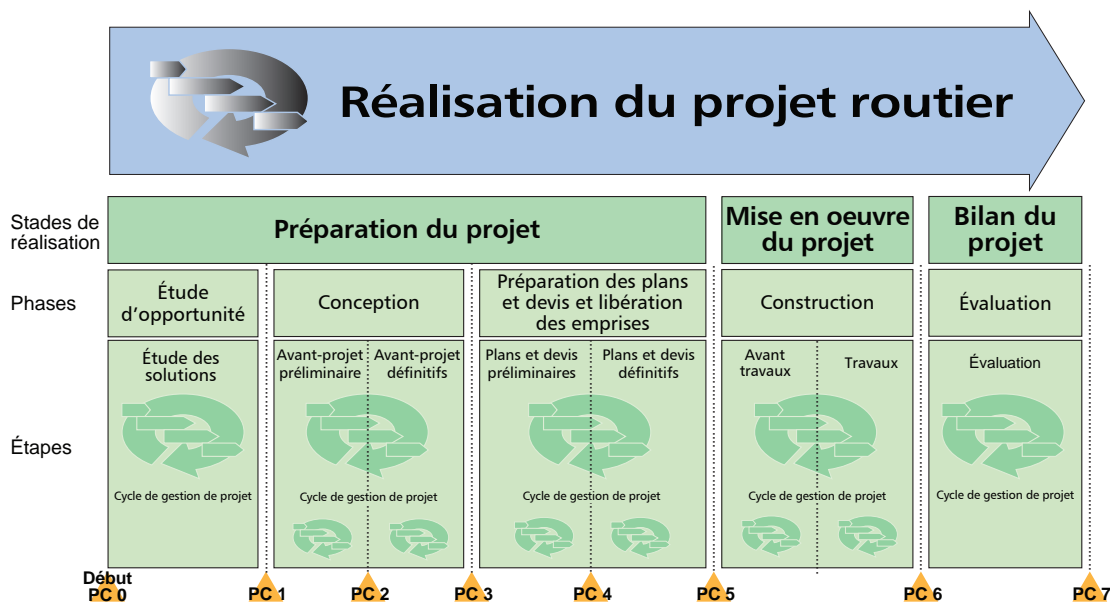 Réalisation du projet routier
Stades de
réalisation
Préparation du projet
Mise en oeuvre
du projet
Bilan du
projet
Phases
Étude
d'opportunité
Conception
Préparation des plans
et devis et libération
des emprises
Construction
Évaluation
Étapes
Étude des
solutions
Avant-projet
préliminaire
Avant-projet
définitifs
Plans et devis
préliminaires
Plans et devis
définitifs
Avant
travaux
Travaux
Évaluation
Cycle de gestion de projet
Cycle de gestion de projet
Cycle de gestion de projet
Cycle de gestion de projet
Cycle de gestion de projet
Début
PC 0
PC 1
PC 2
PC 3
PC 4
PC 5
PC 6
PC 7